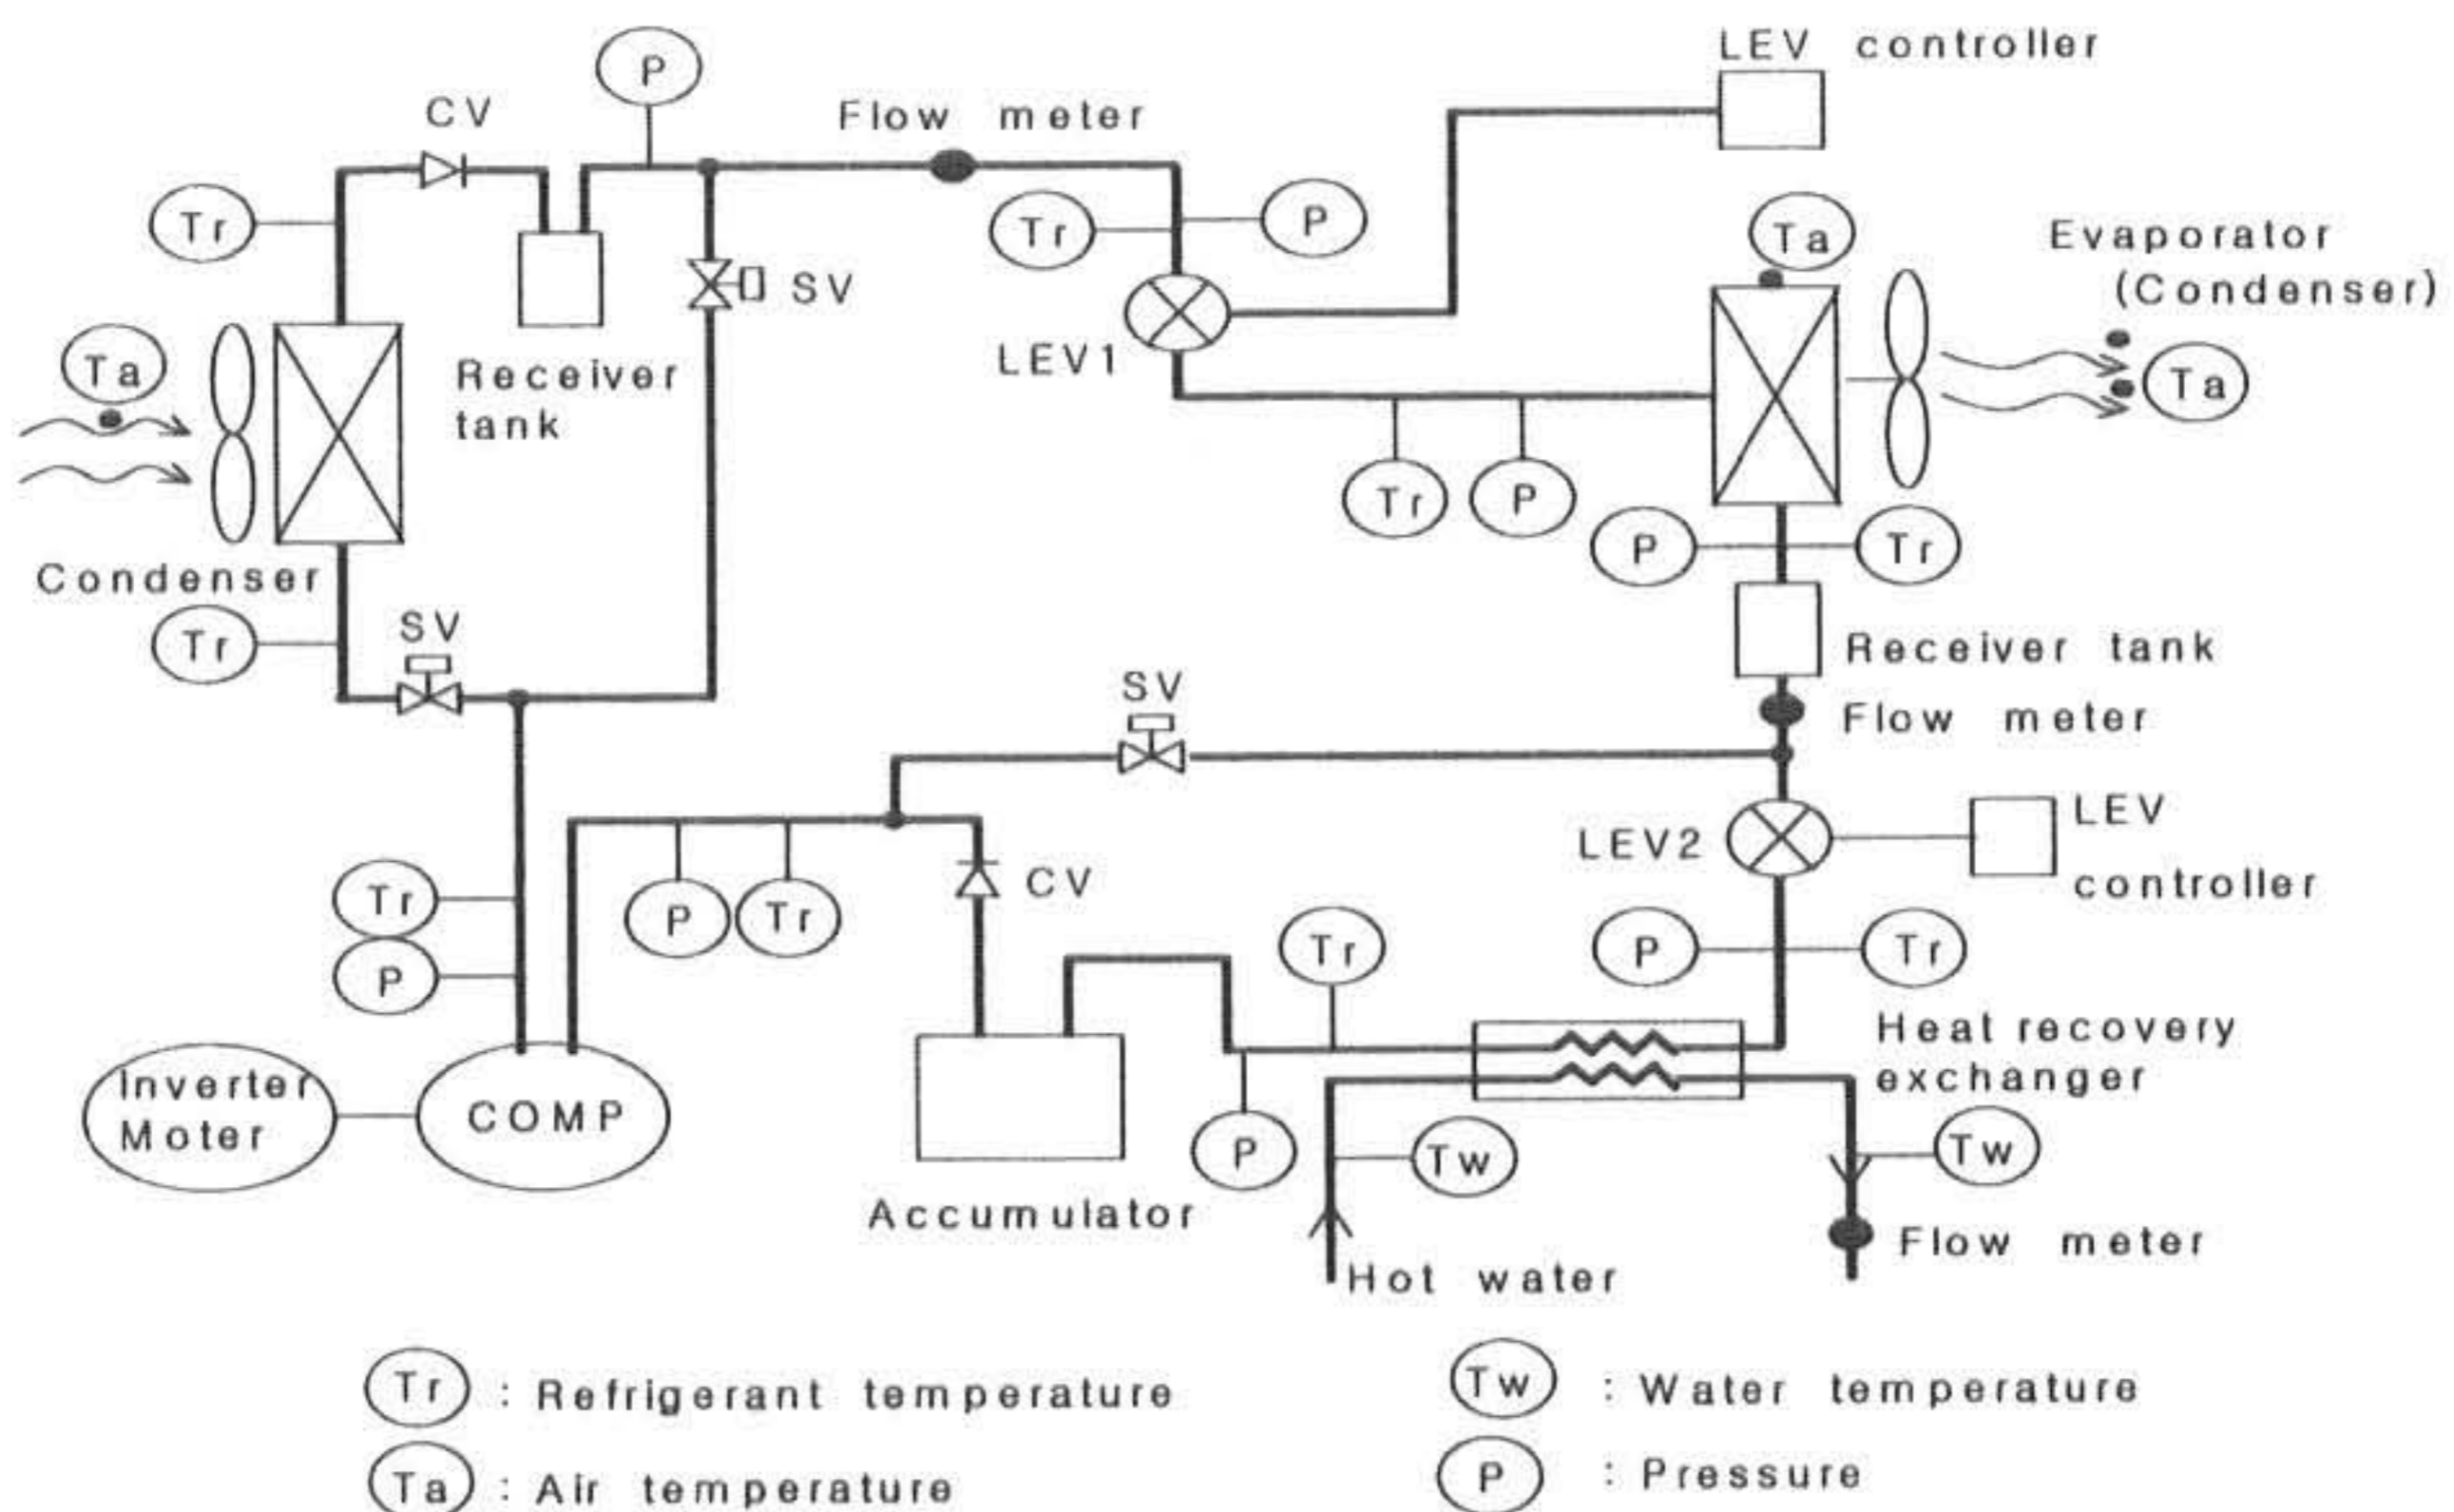 LEV controller
P
CV
Flow meter
Tr
Tr
P
Ta
Evaporator
(Condenser)
SV
Ta
LEV1
Receiver
tank
Ta
Tr
P
P
Tr
Condenser
SV
Tr
Receiver tank
SV
Flow meter
LEV2
LEV
controller
Tr
P
P
Tr
CV
Tr
P
Tr
Heat recovery
exchanger
Inverter
Moter
COMP
P
Tw
Tw
Accumulator
Flow meter
Hot water
Tr : Refrigerant temperature
Tw : Water temperature
Ta : Air temperature
P : Pressure